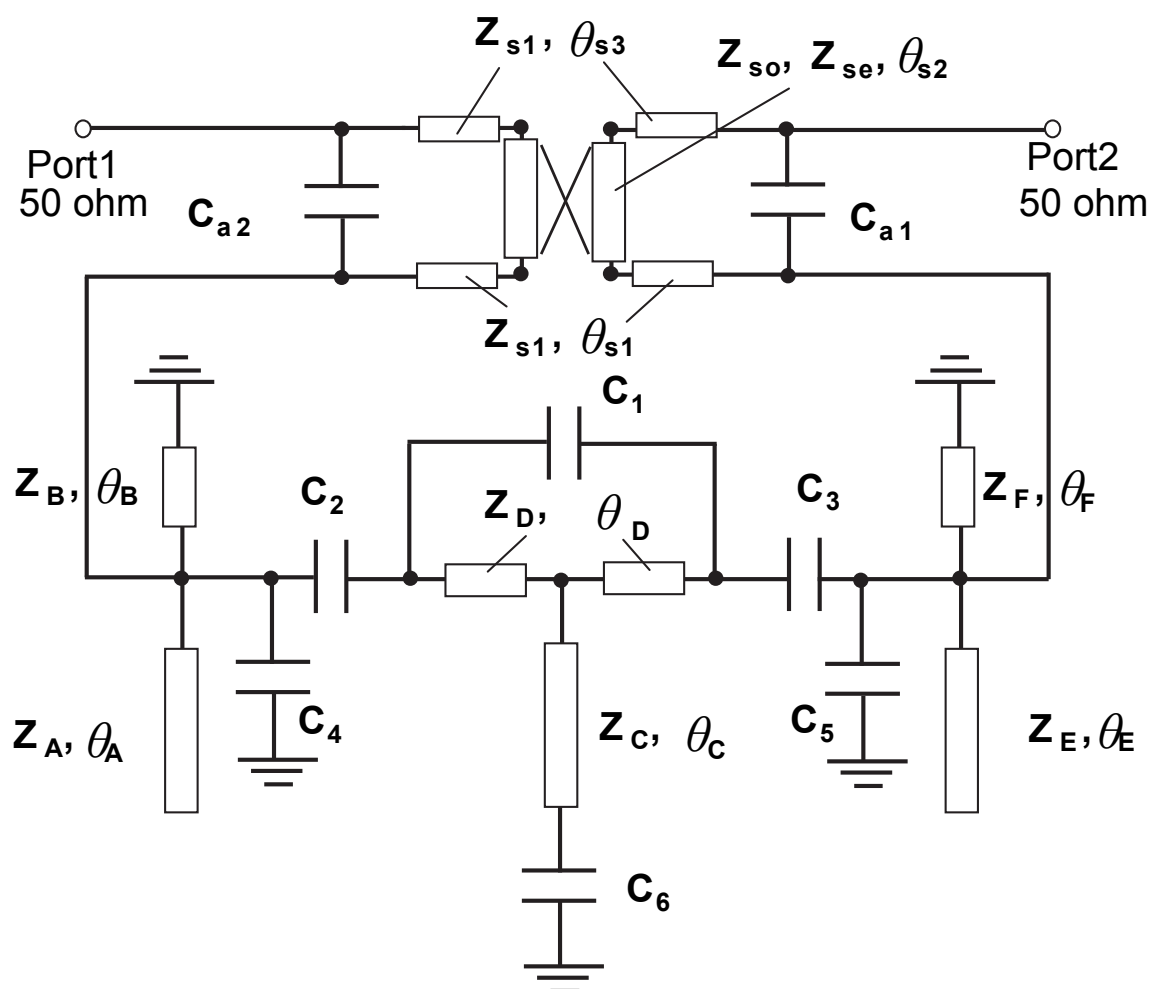 Z s1, θs3
Z so, Z se, θs2
Port1
50 ohm
Port2
50 ohm
C a 2
C a 1
Z s1, θs1
C 1
Z B, θB
C 2
Z D, θ D
C 3
Z F, θF
Z A, θA
C 4
Z C, θC
C 5
Z E, θE
C 6